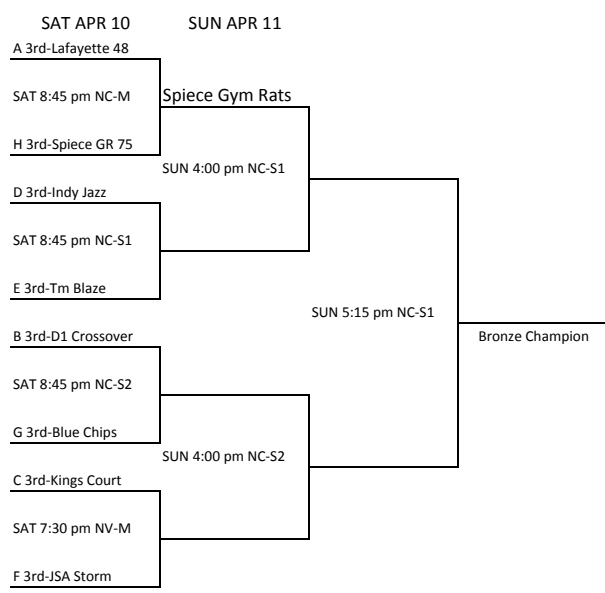 SAT APR 10
SUN APR 11
A 3rd-Lafayette 48
SAT 8:45 pm NC-M
Spiece Gym Rats
H 3rd-Spiece GR 75
SUN 4:00 pm NC-S1
D 3rd-Indy Jazz
SAT 8:45 pm NC-S1
E 3rd-Tm Blaze
SUN 5:15 pm NC-S1
B 3rd-D1 Crossover
Bronze Champion
SAT 8:45 pm NC-S2
G 3rd-Blue Chips
SUN 4:00 pm NC-S2
C 3rd-Kings Court
SAT 7:30 pm NV-M
F 3rd-JSA Storm